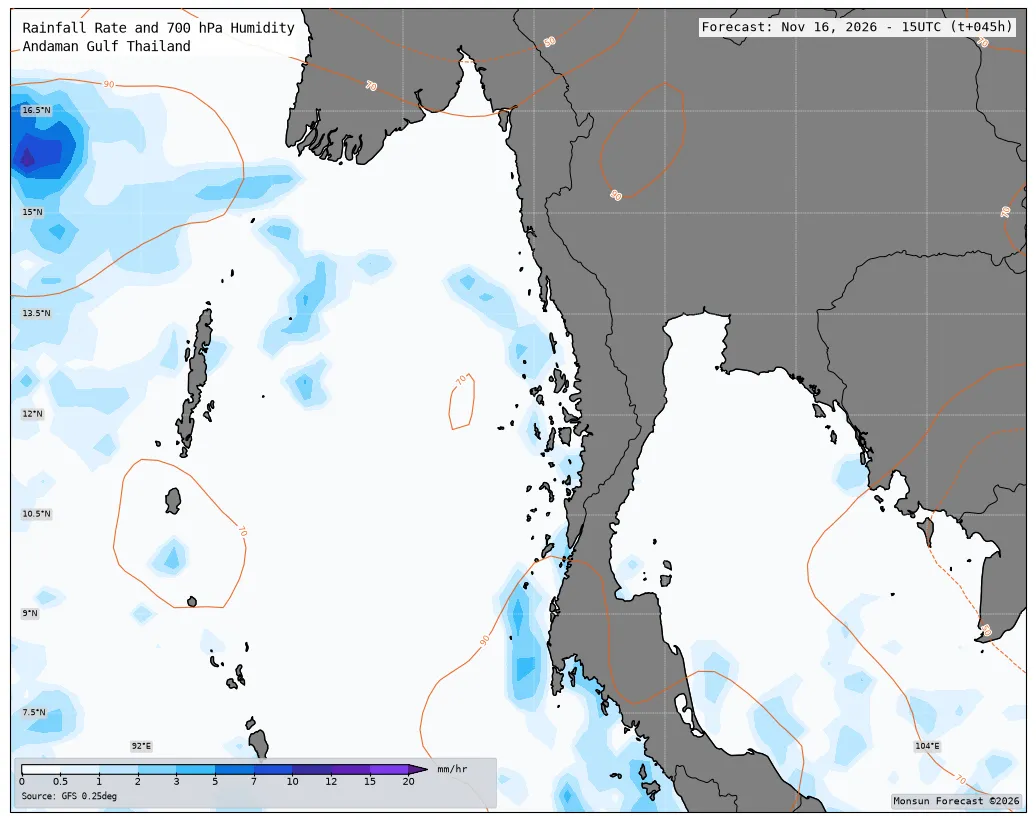 Rainfall Rate and 700 hPa Humidity
Andaman Gulf Thailand
Forecast: Nov 16, 2026 - 15UTC (t+045h)
50
70
70
90
16.5°N
90
15°N
70
13.5°N
70
12°N
10.5°N
70
9°N
90
50
7.5°N
92°E
104°E
70
mm/hr
0 0.5 1 2 3 5 10 12 15 20
Source: GFS 0.25deg
Monsun Forecast ©2026